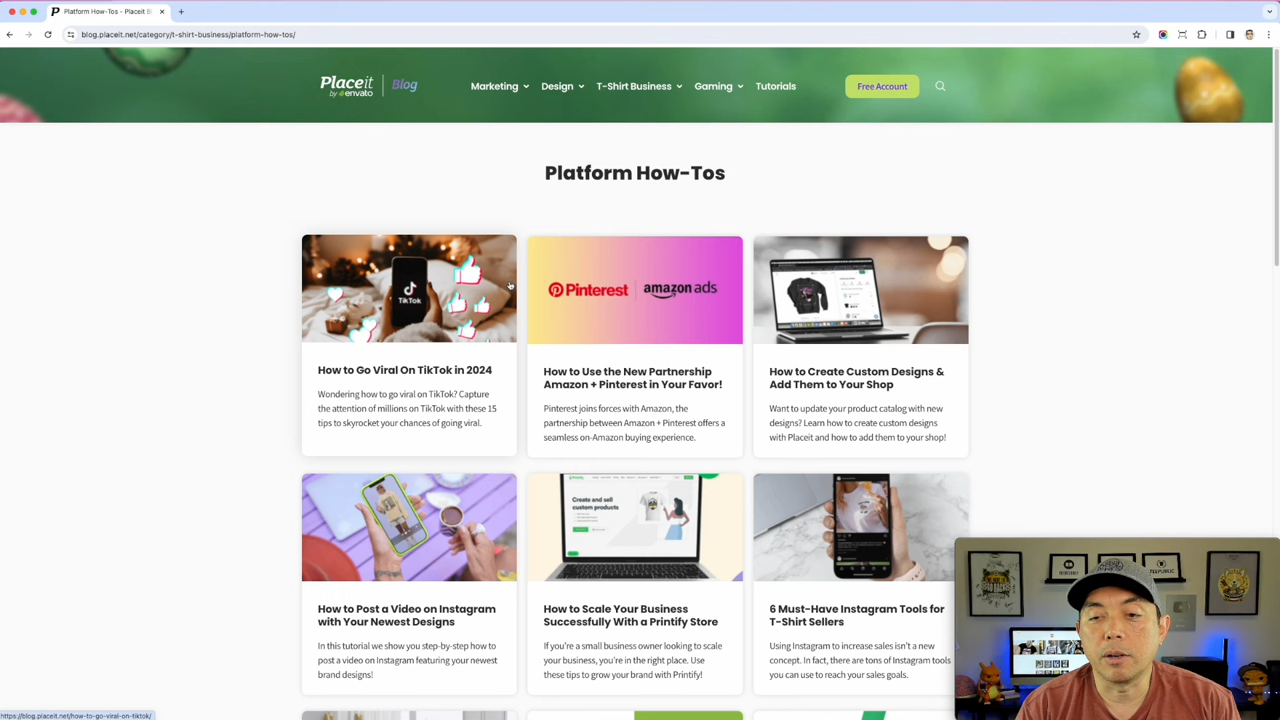 Platform How-Tos - Placeit Bl
blog.placeit.net/category/t-shirt-business/platform-how-tos/
Placeit by envato
Blog
Marketing
Design
T-Shirt Business
Gaming
Tutorials
Free Account
Platform How-Tos
TikTok
Pinterest
amazon ads
How to Go Viral On TikTok in 2024
Wondering how to go viral on TikTok? Capture
the attention of millions on TikTok with these 15
tips to skyrocket your chances of going viral.
How to Use the New Partnership
Amazon + Pinterest in Your Favor!
Pinterest joins forces with Amazon, the
partnership between Amazon + Pinterest offers a
seamless on-Amazon buying experience.
How to Create Custom Designs &
Add Them to Your Shop
Want to update your product catalog with new
designs? Learn how to create custom designs
with Placeit and how to add them to your shop!
Create and sell
custom products
How to Post a Video on Instagram
with Your Newest Designs
In this tutorial we show you step-by-step how to
post a video on Instagram featuring your newest
brand designs!
How to Scale Your Business
Successfully With a Printify Store
If you're a small business owner looking to scale
your business, you're in the right place. Use
these tips to grow your brand with Printify!
6 Must-Have Instagram Tools for
T-Shirt Sellers
Using Instagram to increase sales isn't a new
concept. In fact, there are tons of Instagram tools
you can use to reach your sales goals.
https://blog.placeit.net/how-to-go-viral-on-tiktok/